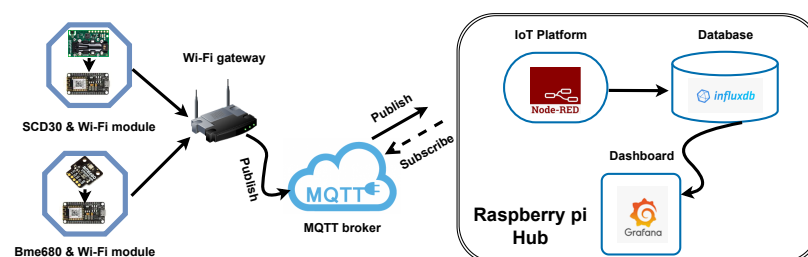 SCD30 & Wi-Fi module
Bme680 & Wi-Fi module
Wi-Fi gateway
Publish
MQTT
MQTT broker
Publish
Subscribe
IoT Platform
Node-RED
Database
influxdb
Dashboard
Grafana
Raspberry pi
Hub